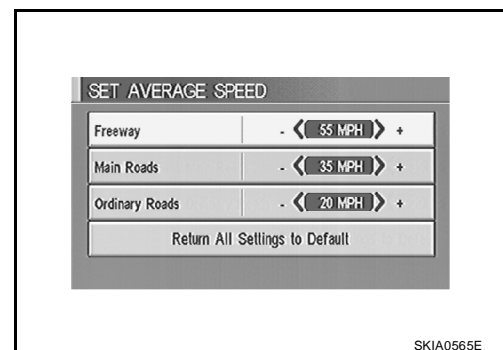 SET AVERAGE SPEED
Freeway - 55 MPH +
Main Roads - 35 MPH +
Ordinary Roads - 20 MPH +
Return All Settings to Default
SKIA0565E